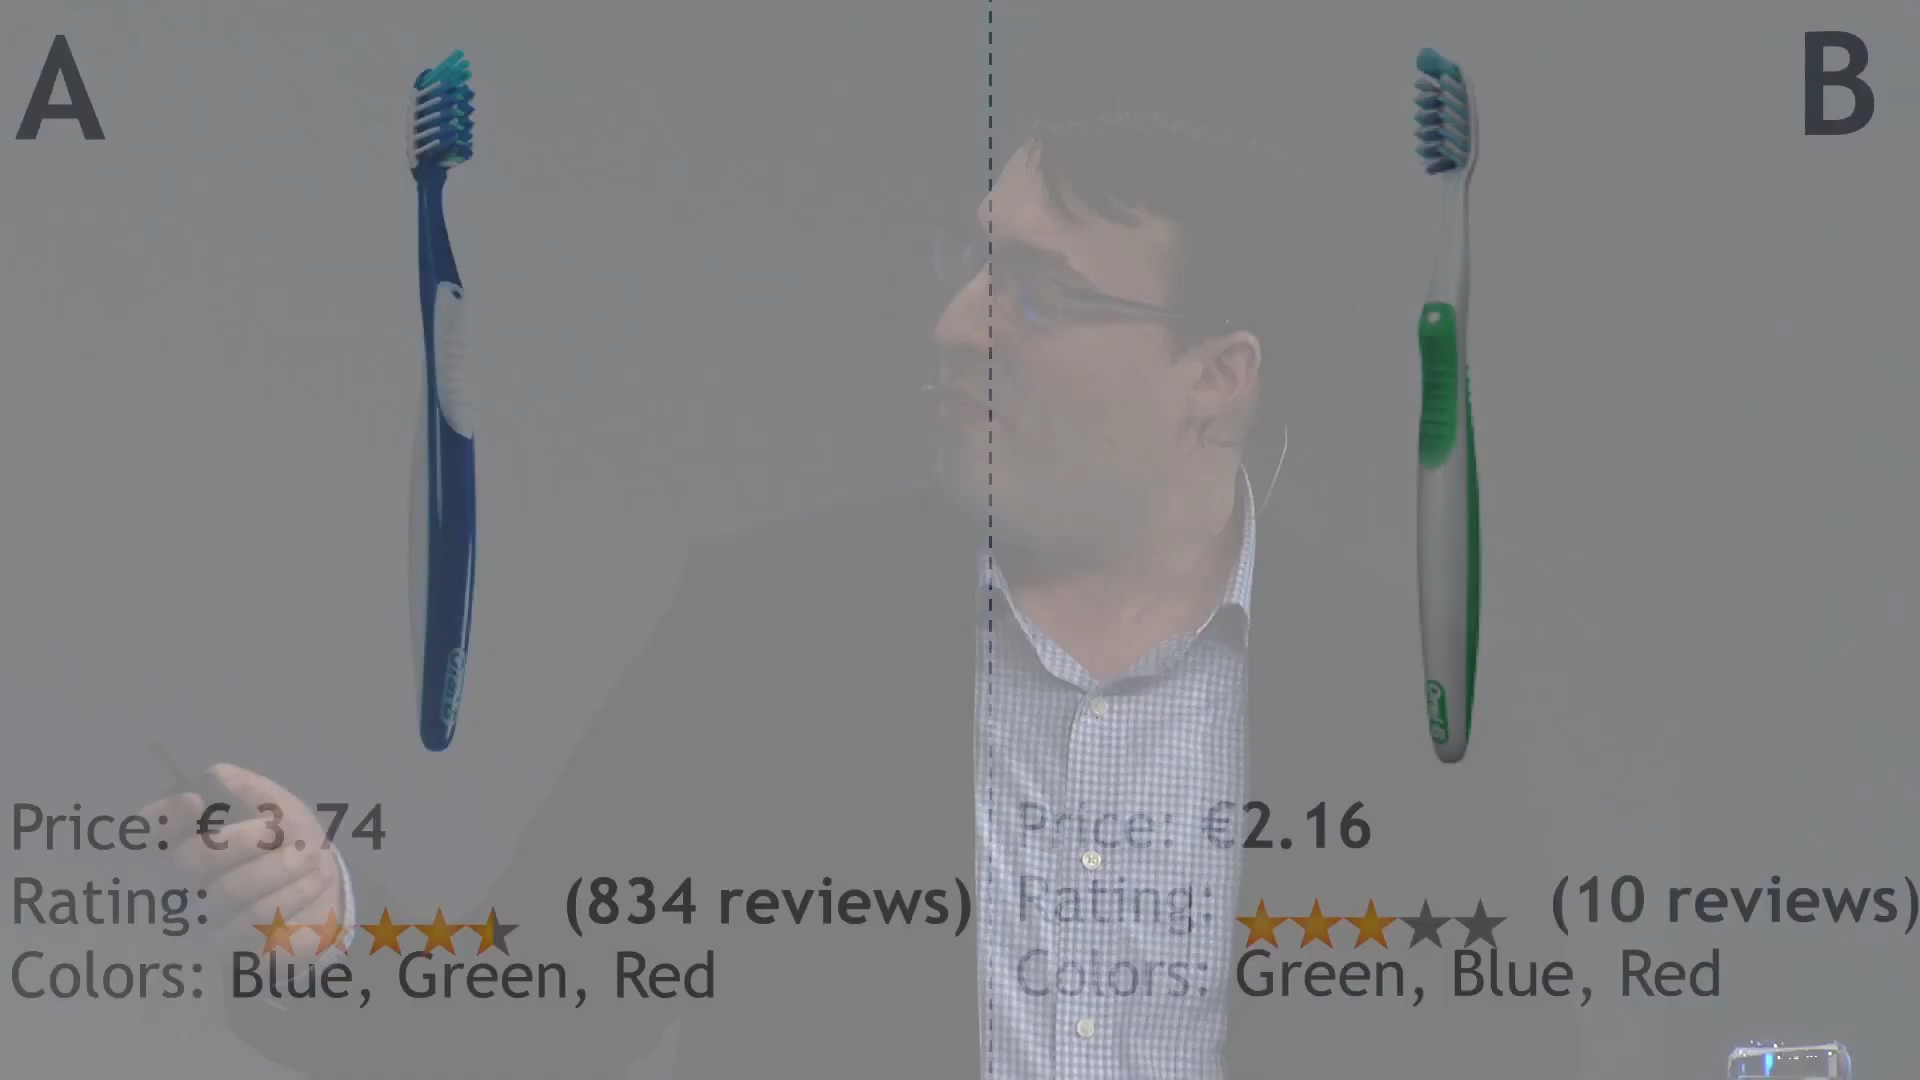 A
B
Price: € 3.74
Rating: (834 reviews)
Colors: Blue, Green, Red
Price: €2.16
Rating: (10 reviews)
Colors: Green, Blue, Red
Oral-B